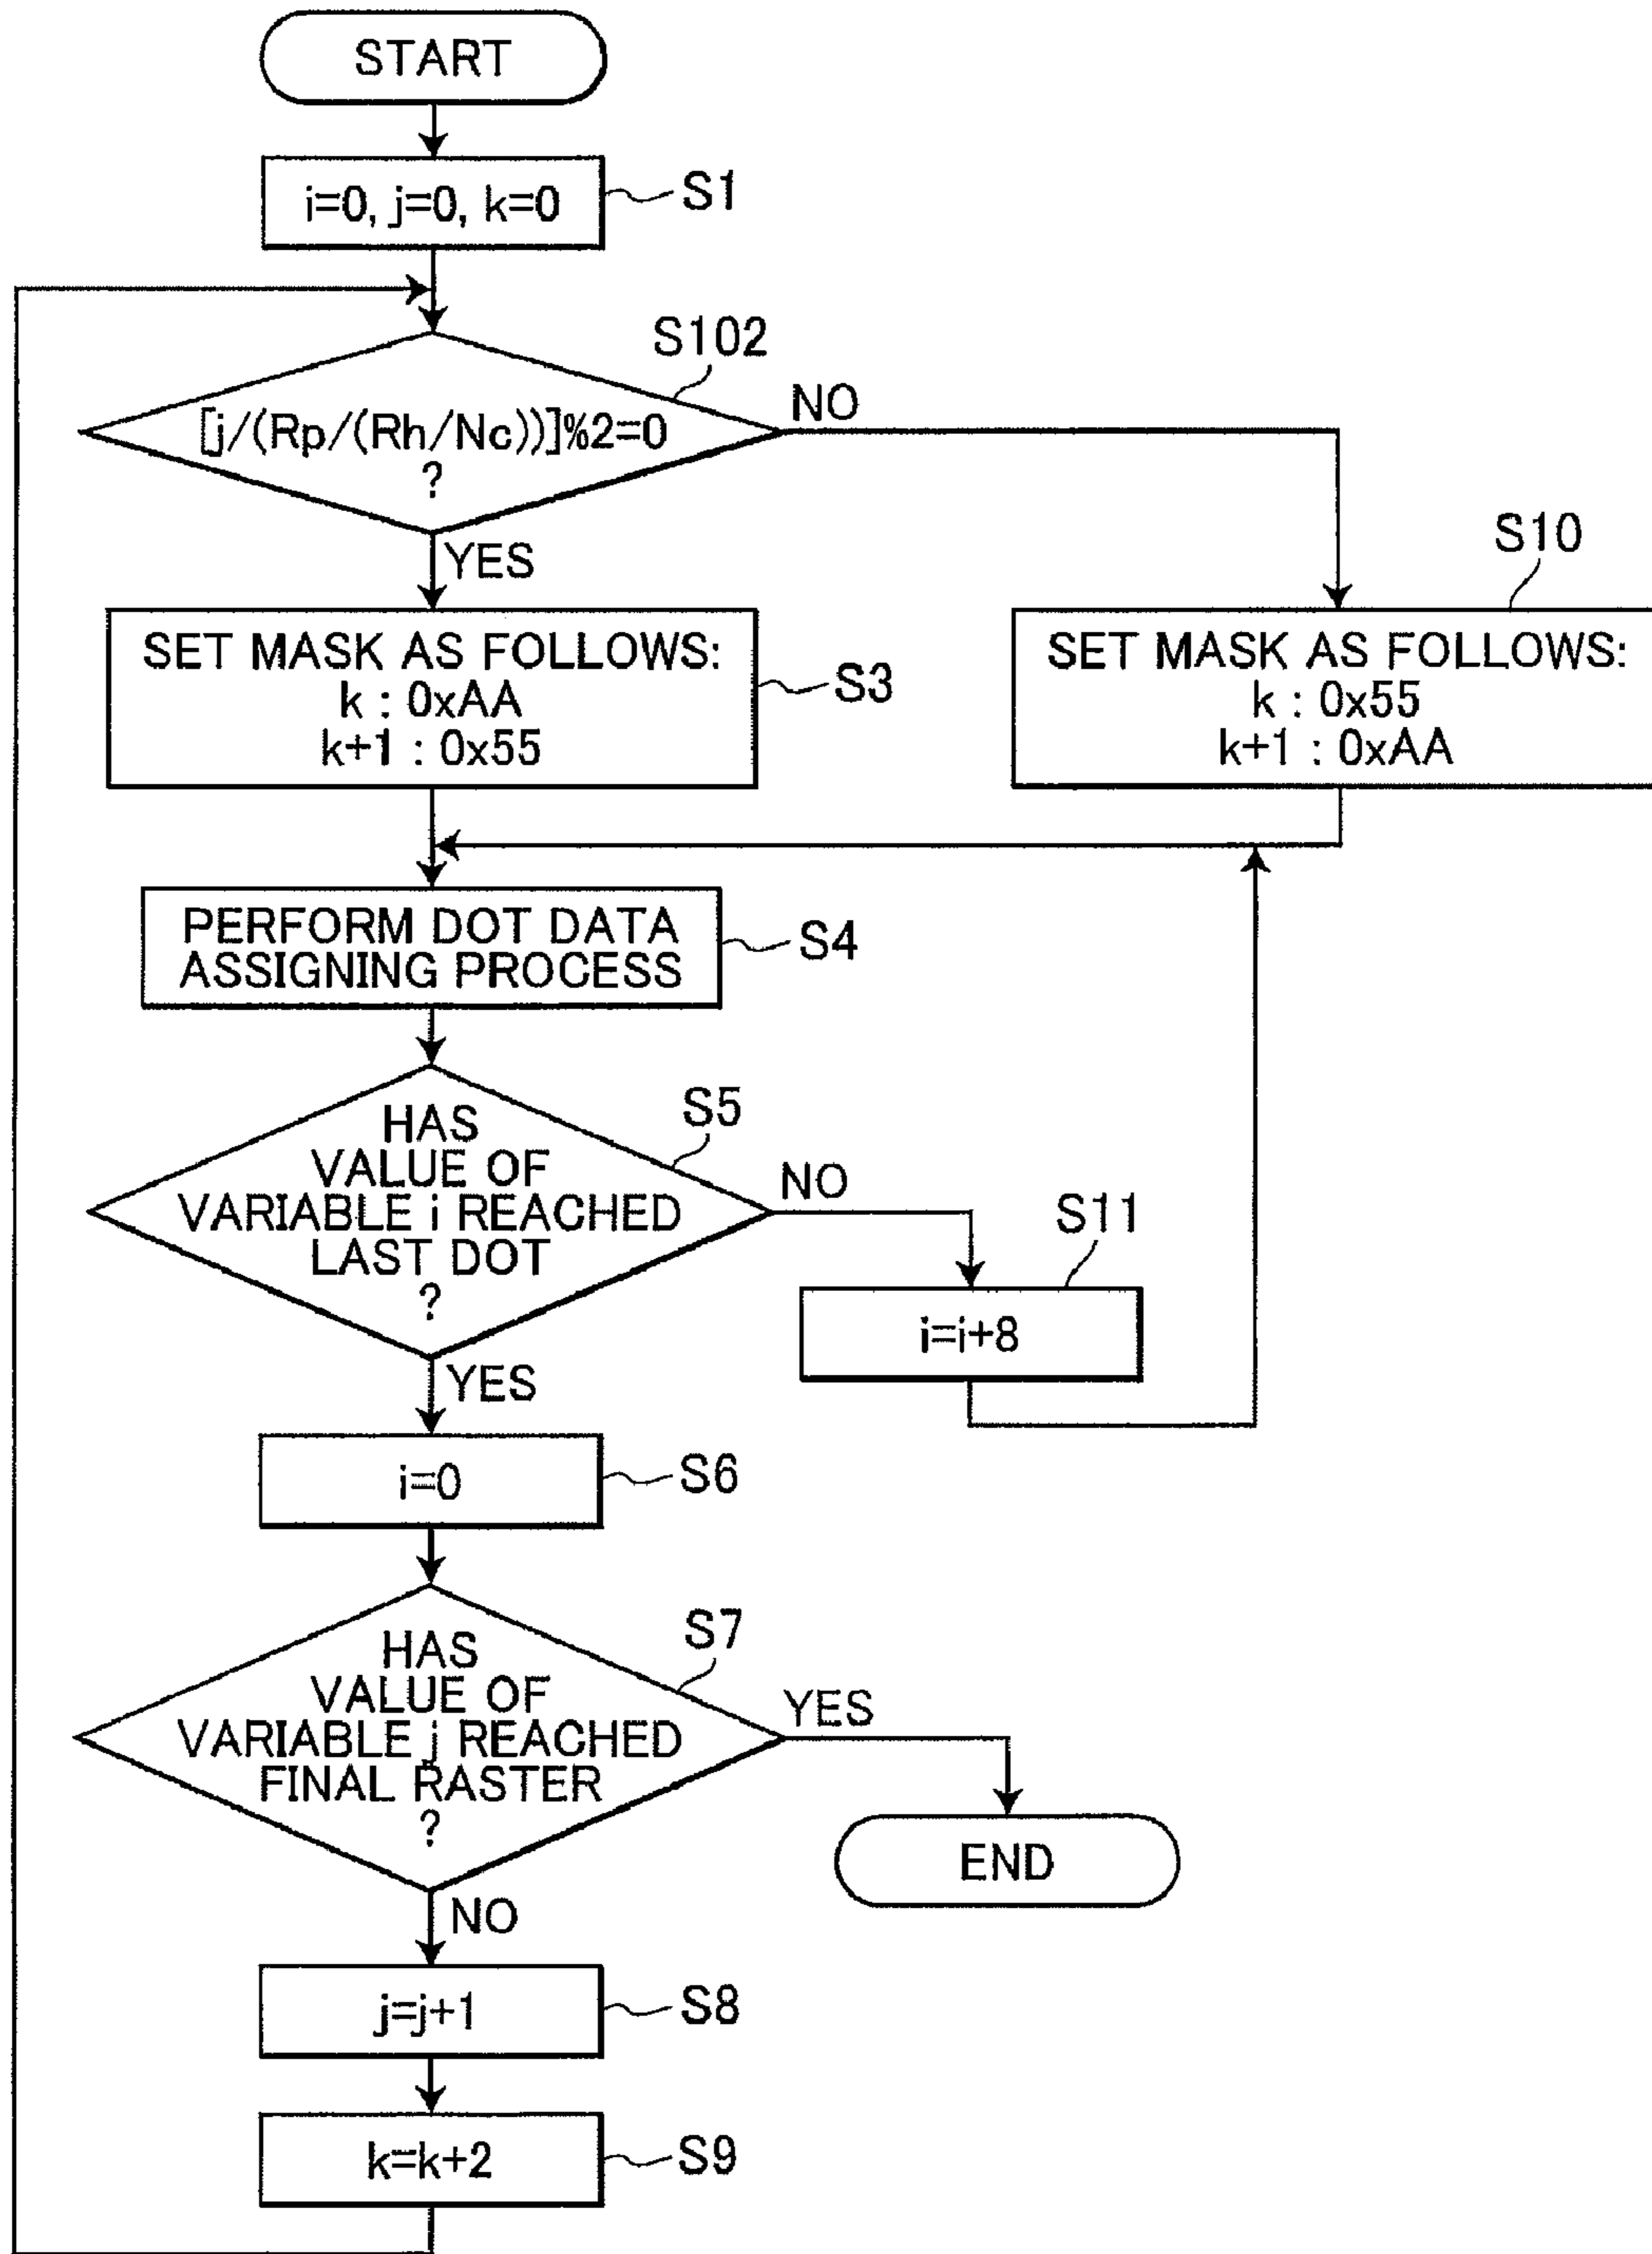 START
i=0, j=0, k=0
S1
S102
[j/(Rp/(Rh/Nc))]%2=0
?
NO
YES
S10
SET MASK AS FOLLOWS:
k : 0xAA
k+1 : 0x55
S3
SET MASK AS FOLLOWS:
k : 0x55
k+1 : 0xAA
PERFORM DOT DATA
ASSIGNING PROCESS
S4
S5
HAS
VALUE OF
VARIABLE i REACHED
LAST DOT
?
NO
S11
i=i+8
YES
i=0
S6
S7
HAS
VALUE OF
VARIABLE j REACHED
FINAL RASTER
?
YES
END
NO
j=j+1
S8
k=k+2
S9